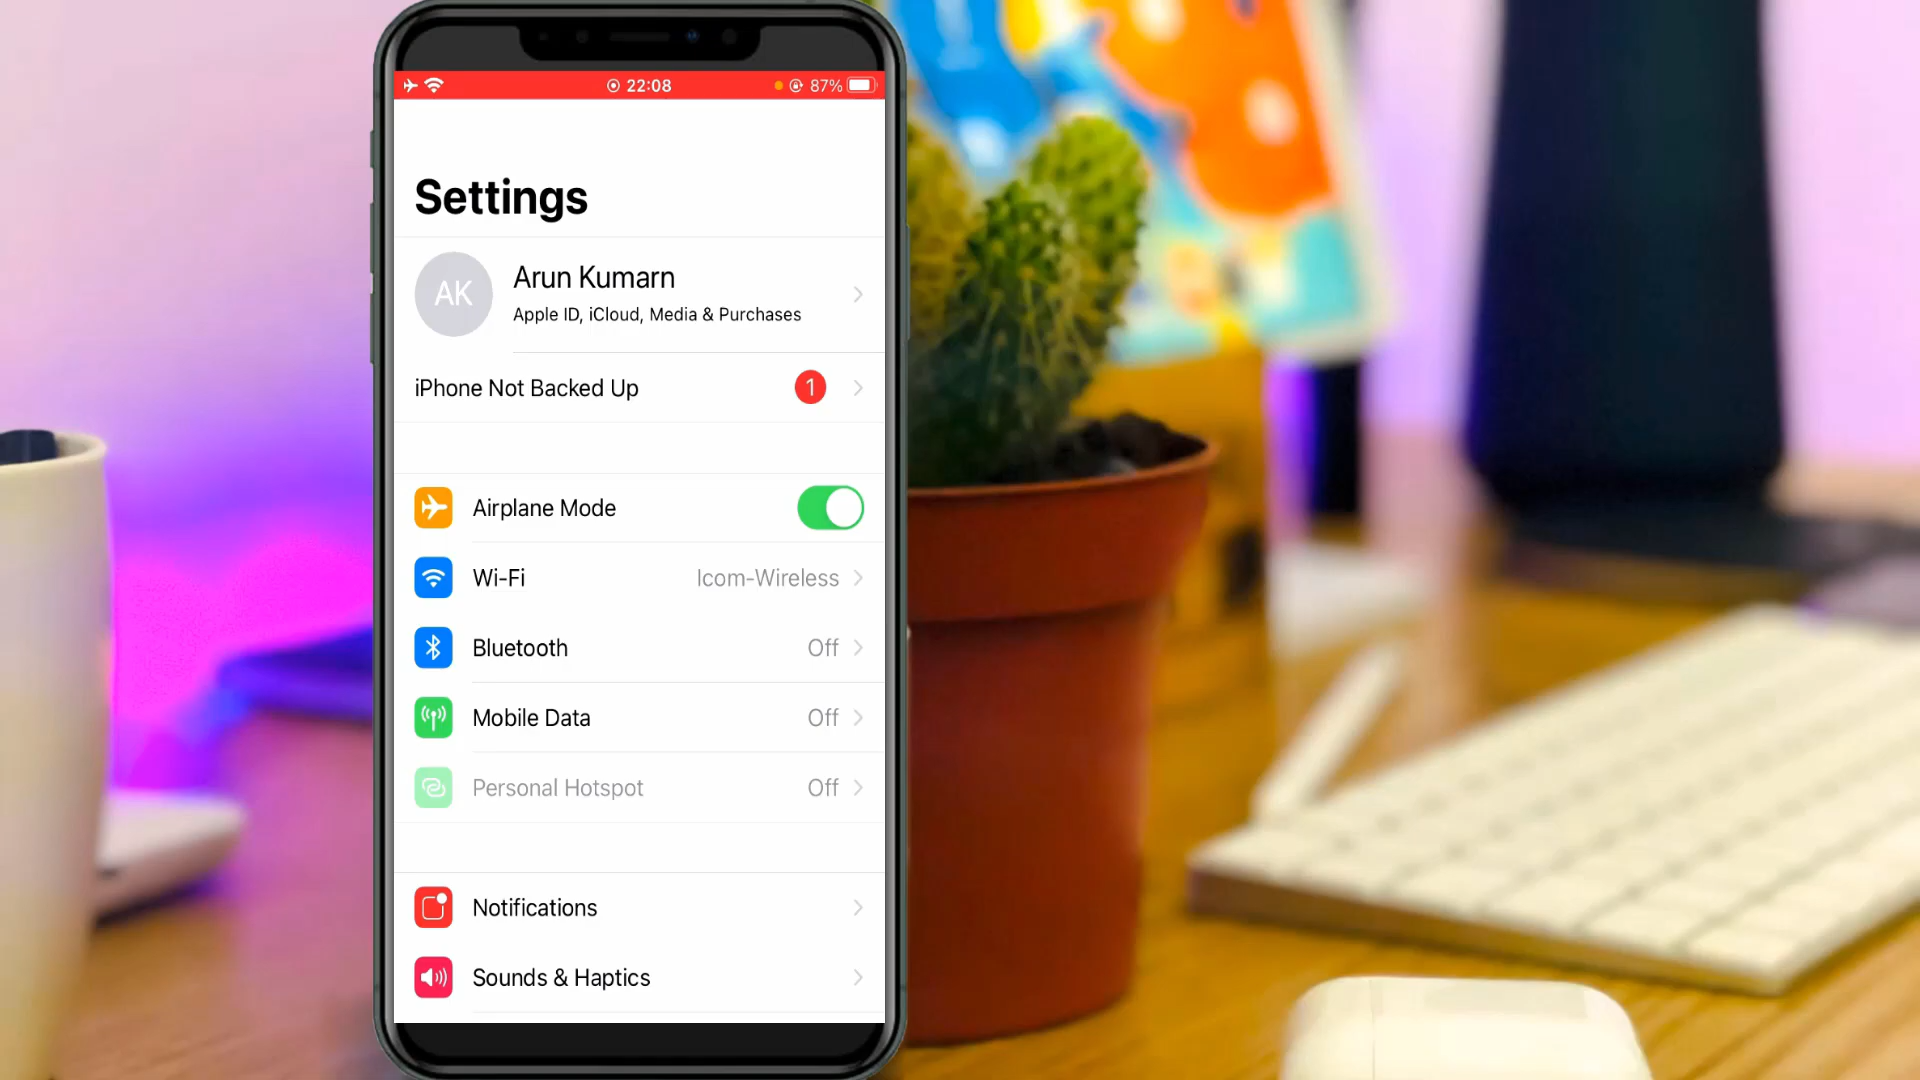 22:08
87%
Settings
AK
Arun Kumarn
Apple ID, iCloud, Media & Purchases
iPhone Not Backed Up
1
Airplane Mode
Wi-Fi
Icom-Wireless
Bluetooth
Off
Mobile Data
Off
Personal Hotspot
Off
Notifications
Sounds & Haptics